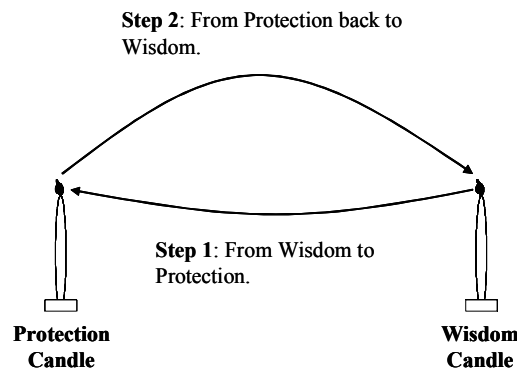 Step 2: From Protection back to
Wisdom.
Step 1: From Wisdom to
Protection.
Protection
Candle
Wisdom
Candle